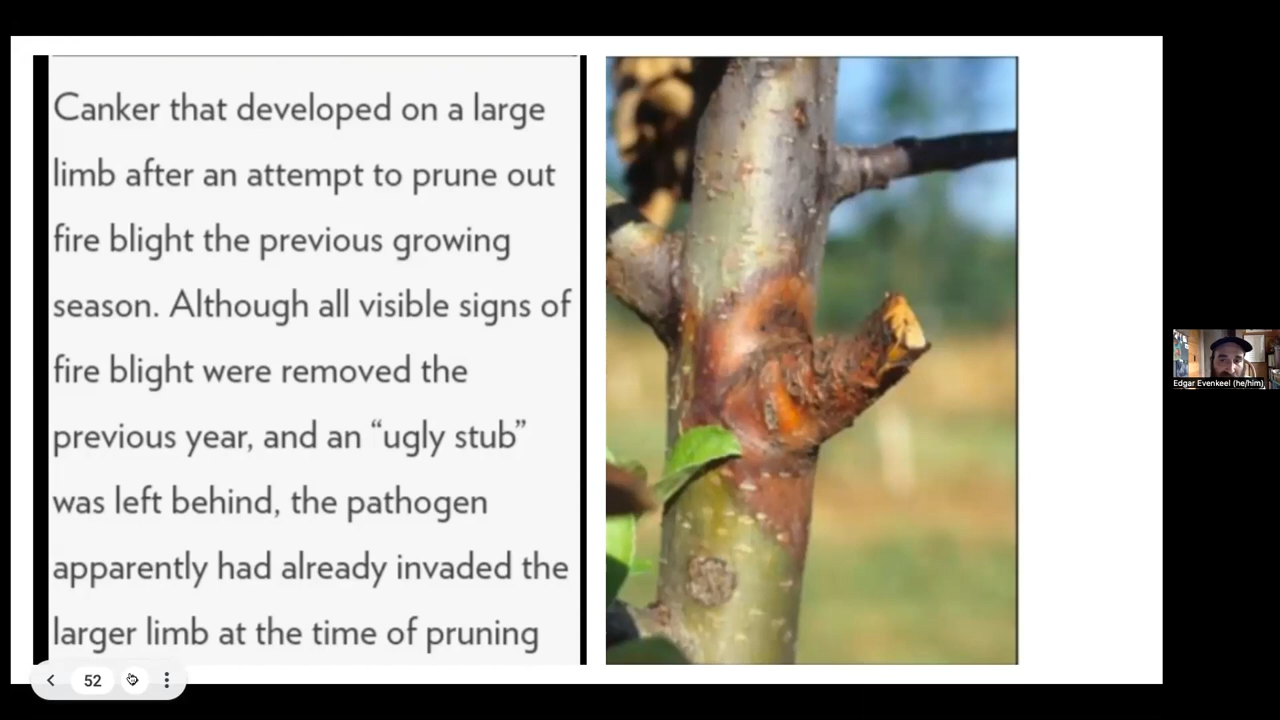 Canker that developed on a large
limb after an attempt to prune out
fire blight the previous growing
season. Although all visible signs of
fire blight were removed the
previous year, and an “ugly stub”
was left behind, the pathogen
apparently had already invaded the
larger limb at the time of pruning
52
Edgar Evenkeel (he/him)